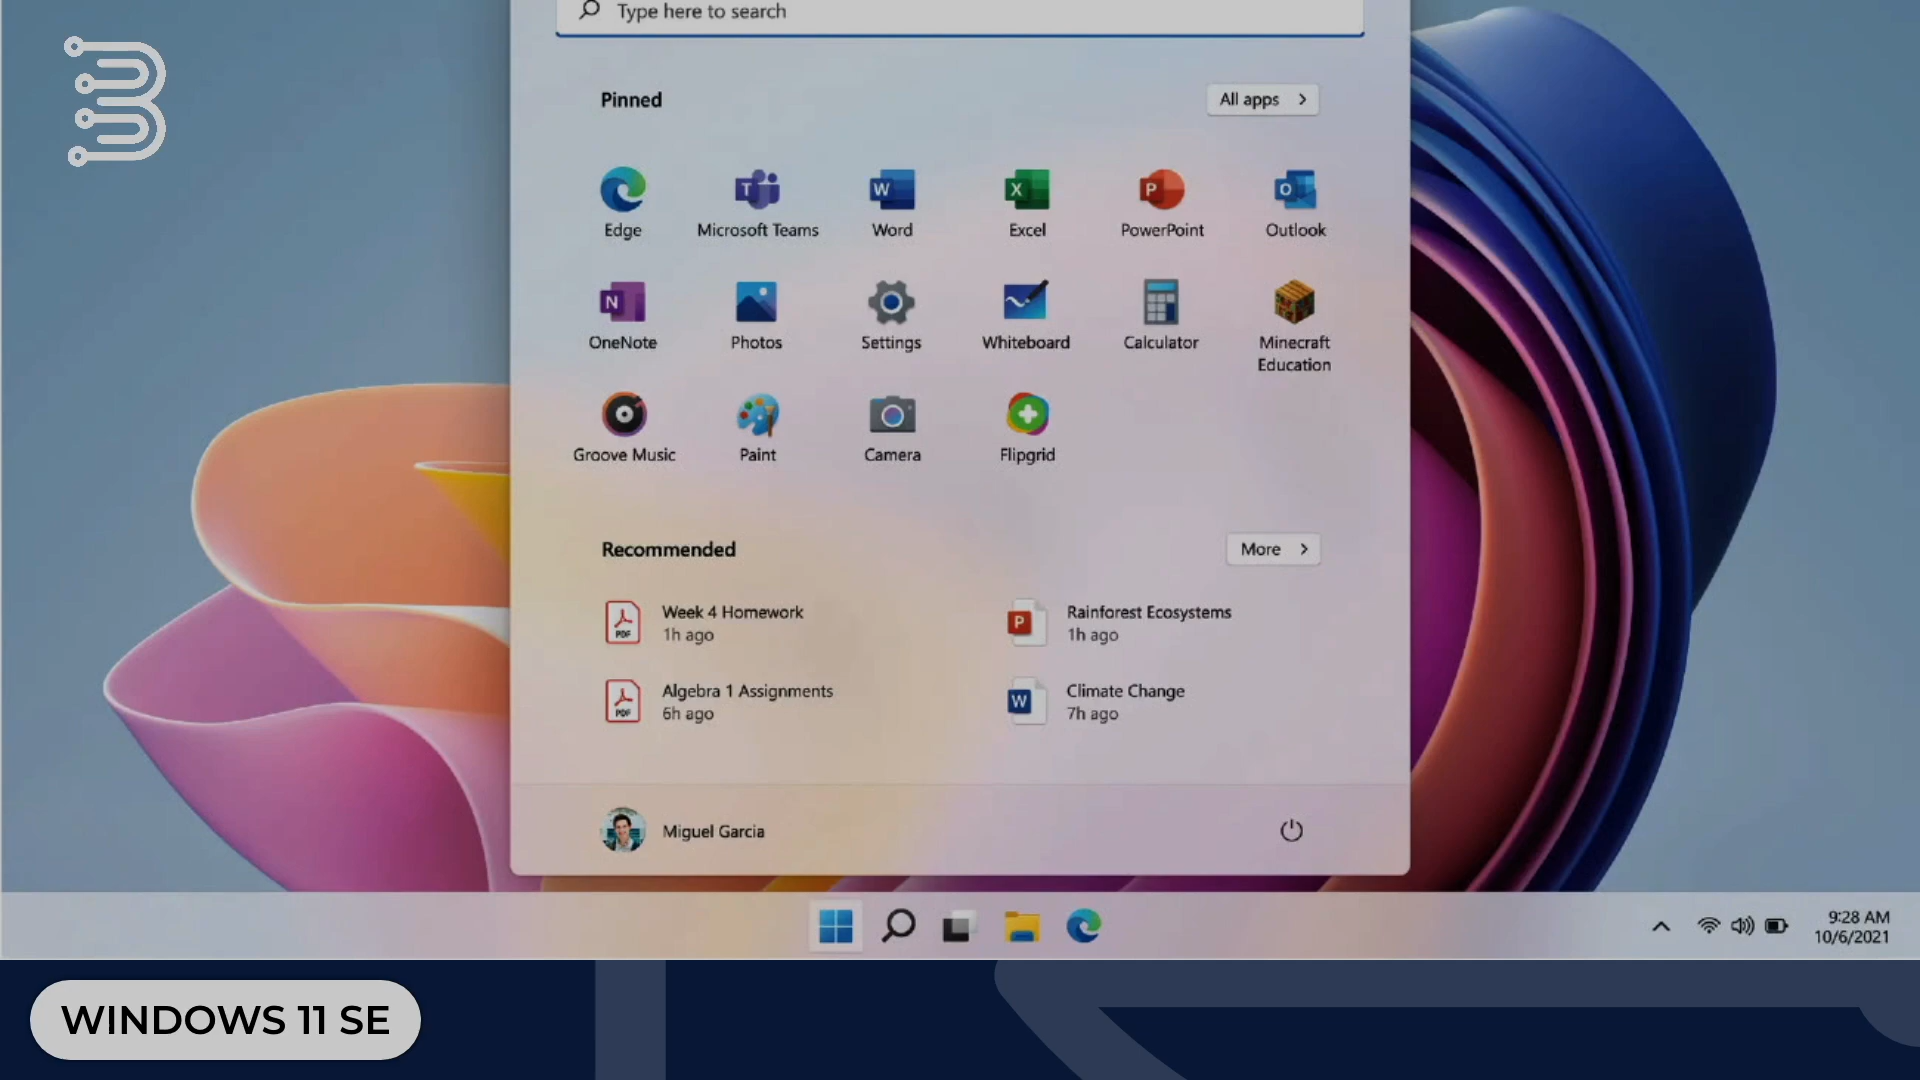 Type here to search
Pinned
All apps
Edge
Microsoft Teams
Word
Excel
PowerPoint
Outlook
OneNote
Photos
Settings
Whiteboard
Calculator
Minecraft
Education
Groove Music
Paint
Camera
Flipgrid
Recommended
More
Week 4 Homework
1h ago
Rainforest Ecosystems
1h ago
Algebra 1 Assignments
6h ago
Climate Change
7h ago
Miguel Garcia
9:28 AM
10/6/2021
WINDOWS 11 SE